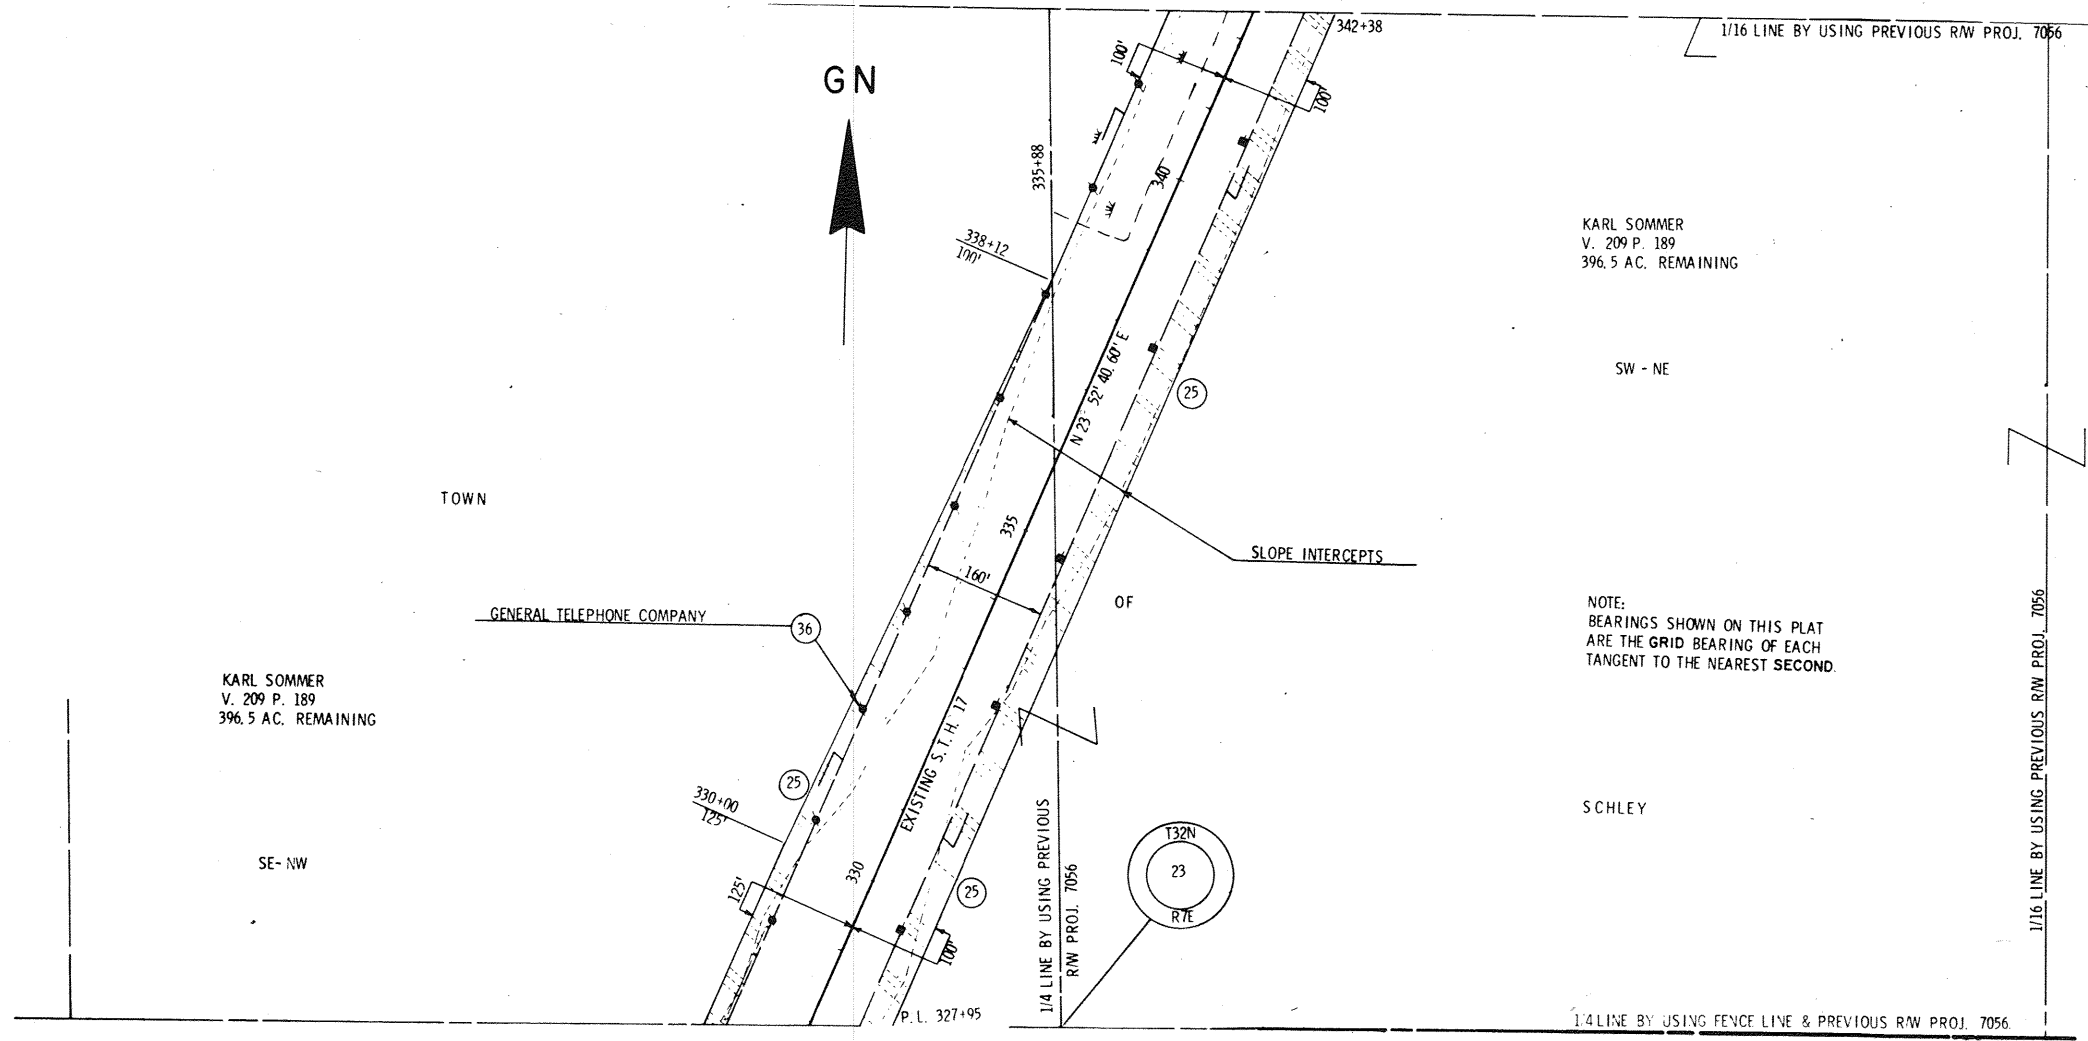 342+38
1/16 LINE BY USING PREVIOUS R/W PROJ. 7056
GN
100'
100'
335+88
340
338+12
100'
KARL SOMMER
V. 209 P. 189
396.5 AC. REMAINING
SW - NE
N 23° 52' 40.60" E
25
TOWN
335
SLOPE INTERCEPTS
160'
OF
GENERAL TELEPHONE COMPANY
36
NOTE:
BEARINGS SHOWN ON THIS PLAT
ARE THE GRID BEARING OF EACH
TANGENT TO THE NEAREST SECOND.
KARL SOMMER
V. 209 P. 189
396.5 AC. REMAINING
EXISTING S.T.H. 17
25
330+00
125'
SCHLEY
1/16 LINE BY USING PREVIOUS R/W PROJ. 7056
SE- NW
330
T32N
23
R7E
125'
25
100'
1/4 LINE BY USING PREVIOUS
R/W PROJ. 7056
P.L. 327+95
1/4 LINE BY USING FENCE LINE & PREVIOUS R/W PROJ. 7056.